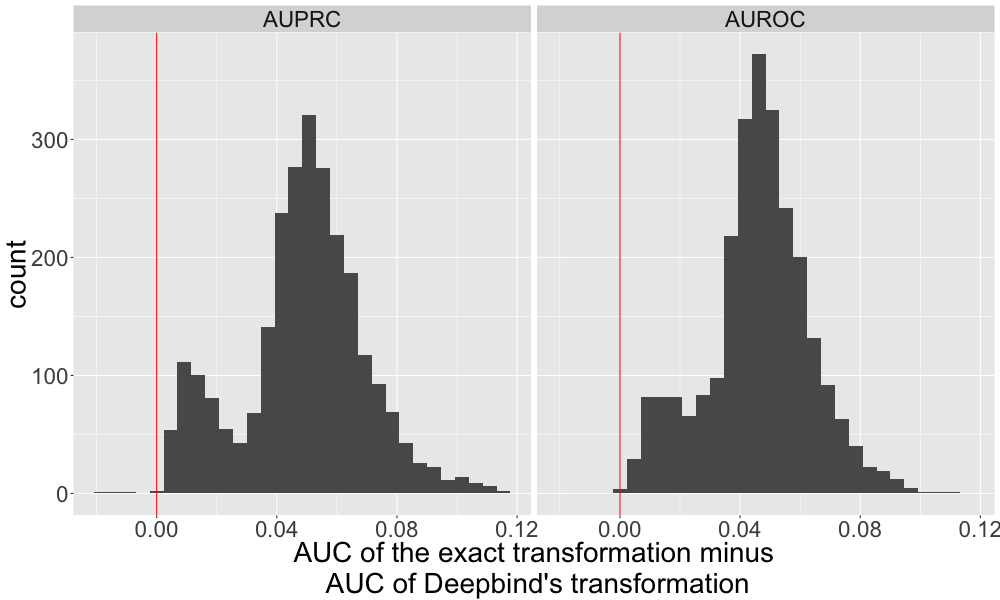 AUPRC
AUROC
count
300
200
100
0
0.00
0.04
0.08
0.12
0.00
0.04
0.08
0.12
AUC of the exact transformation minus
AUC of Deepbind's transformation